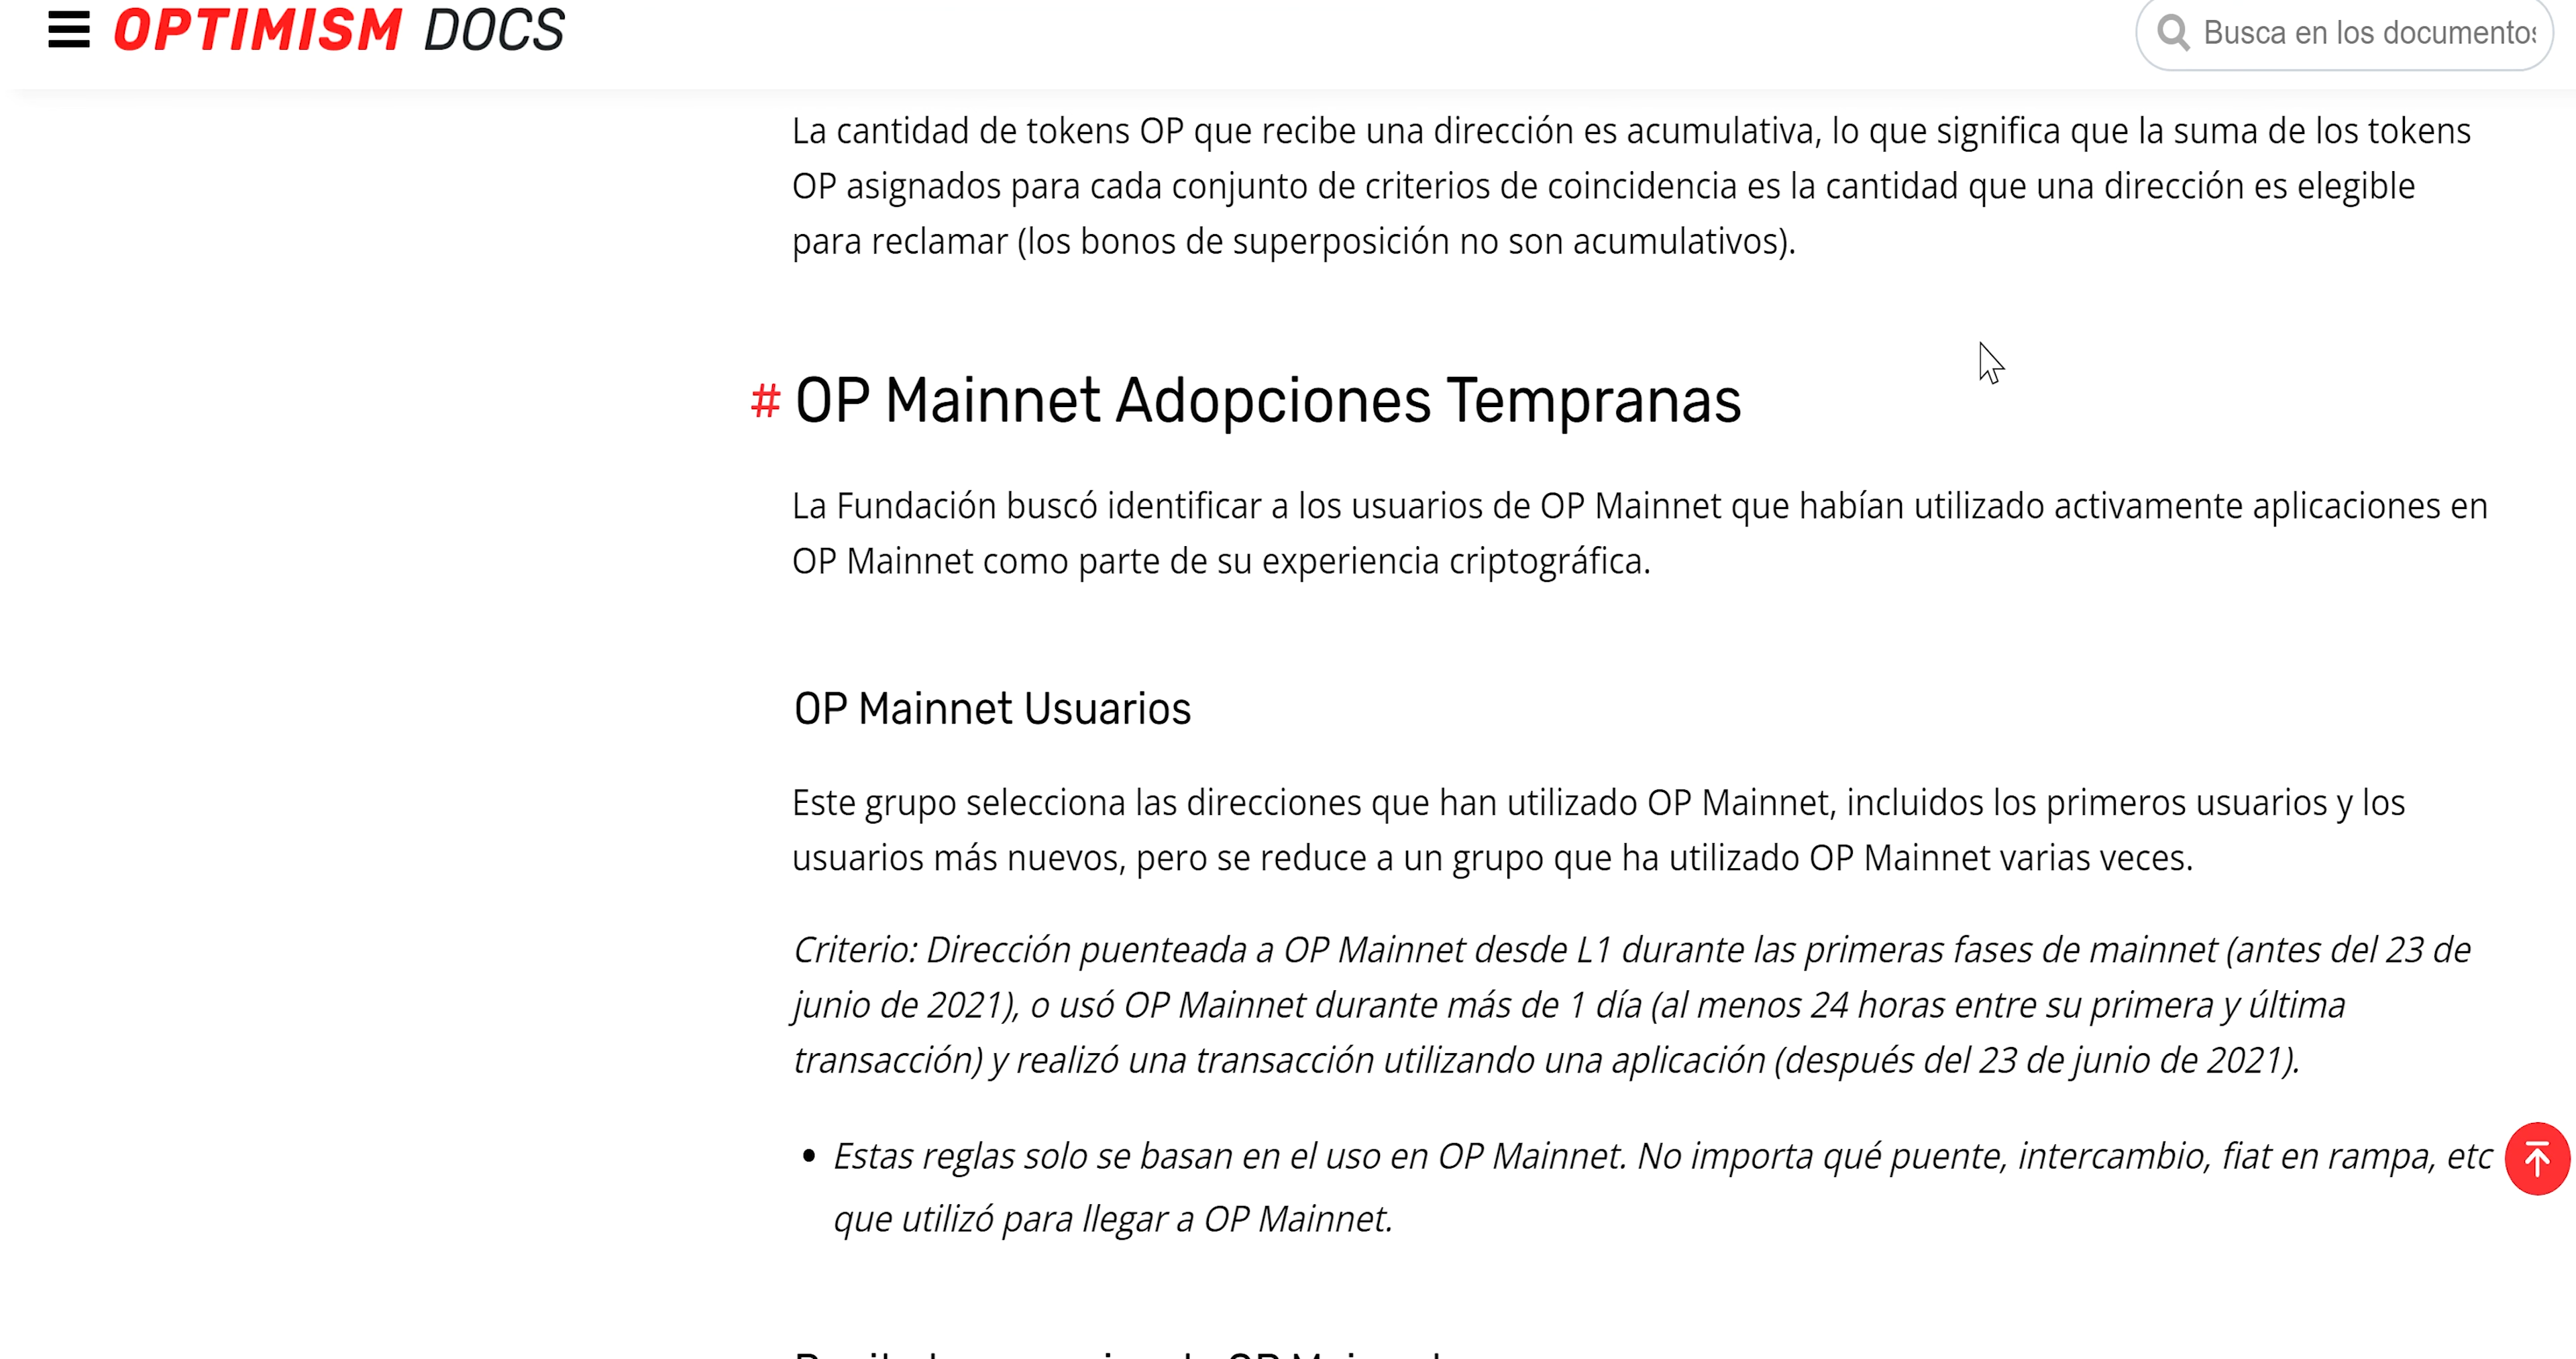 OPTIMISM DOCS
Busca en los documentos
La cantidad de tokens OP que recibe una dirección es acumulativa, lo que significa que la suma de los tokens
OP asignados para cada conjunto de criterios de coincidencia es la cantidad que una dirección es elegible
para reclamar (los bonos de superposición no son acumulativos).
# OP Mainnet Adopciones Tempranas
La Fundación buscó identificar a los usuarios de OP Mainnet que habían utilizado activamente aplicaciones en
OP Mainnet como parte de su experiencia criptográfica.
OP Mainnet Usuarios
Este grupo selecciona las direcciones que han utilizado OP Mainnet, incluidos los primeros usuarios y los
usuarios más nuevos, pero se reduce a un grupo que ha utilizado OP Mainnet varias veces.
Criterio: Dirección puenteada a OP Mainnet desde L1 durante las primeras fases de mainnet (antes del 23 de
junio de 2021), o usó OP Mainnet durante más de 1 día (al menos 24 horas entre su primera y última
transacción) y realizó una transacción utilizando una aplicación (después del 23 de junio de 2021).
• Estas reglas solo se basan en el uso en OP Mainnet. No importa qué puente, intercambio, fiat en rampa, etc
que utilizó para llegar a OP Mainnet.